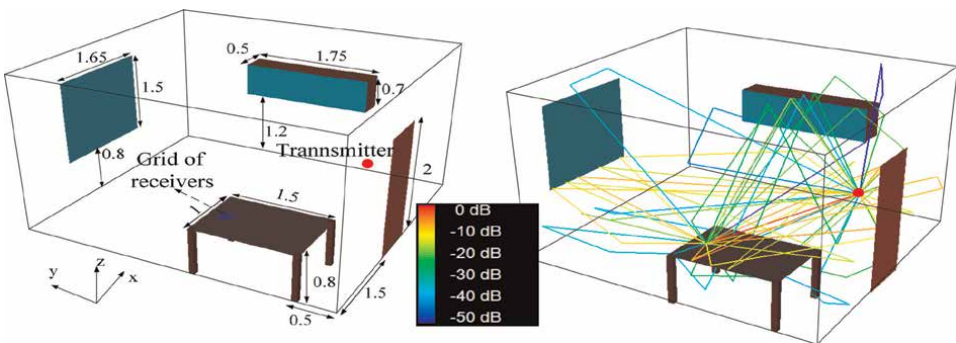 1.65
0.5
1.75
1.5
0.7
1.2
0.8
Trannsmitter
2
Grid of
receivers
1.5
0.8
0.5
1.5
y
z
x
0 dB
-10 dB
-20 dB
-30 dB
-40 dB
-50 dB